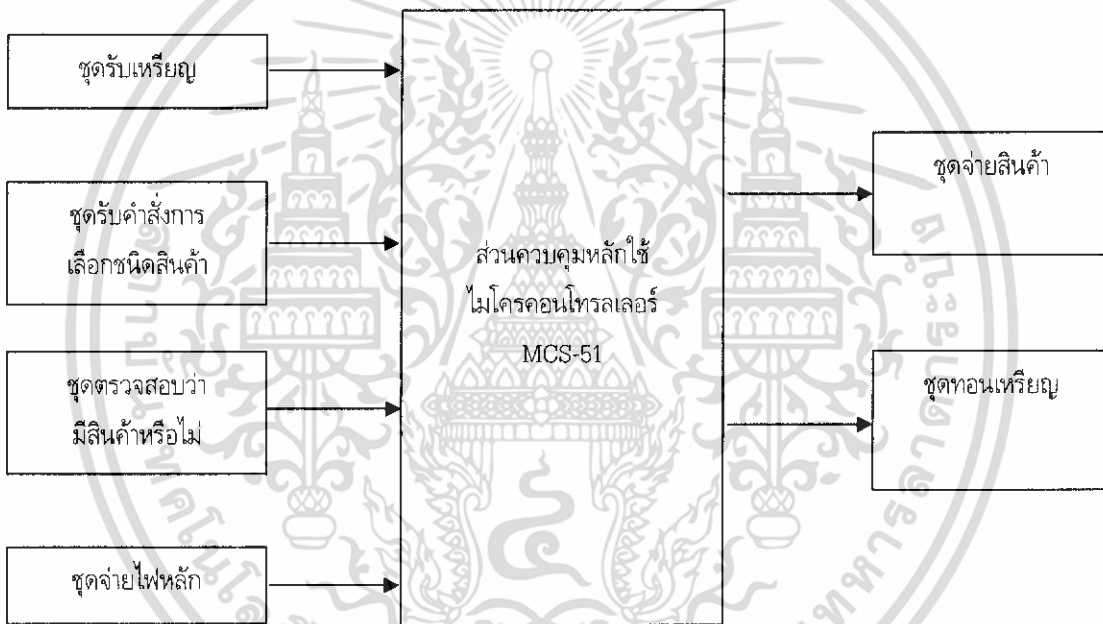 ชุดรับเหรียญ
ชุดรับคำสั่งการ
เลือกชนิดสินค้า
ชุดตรวจสอบว่า
มีสินค้าหรือไม่
ชุดจ่ายไฟหลัก
ส่วนควบคุมหลักใช้
ไมโครคอนโทรลเลอร์
MCS-51
ชุดจ่ายสินค้า
ชุดทอนเหรียญ